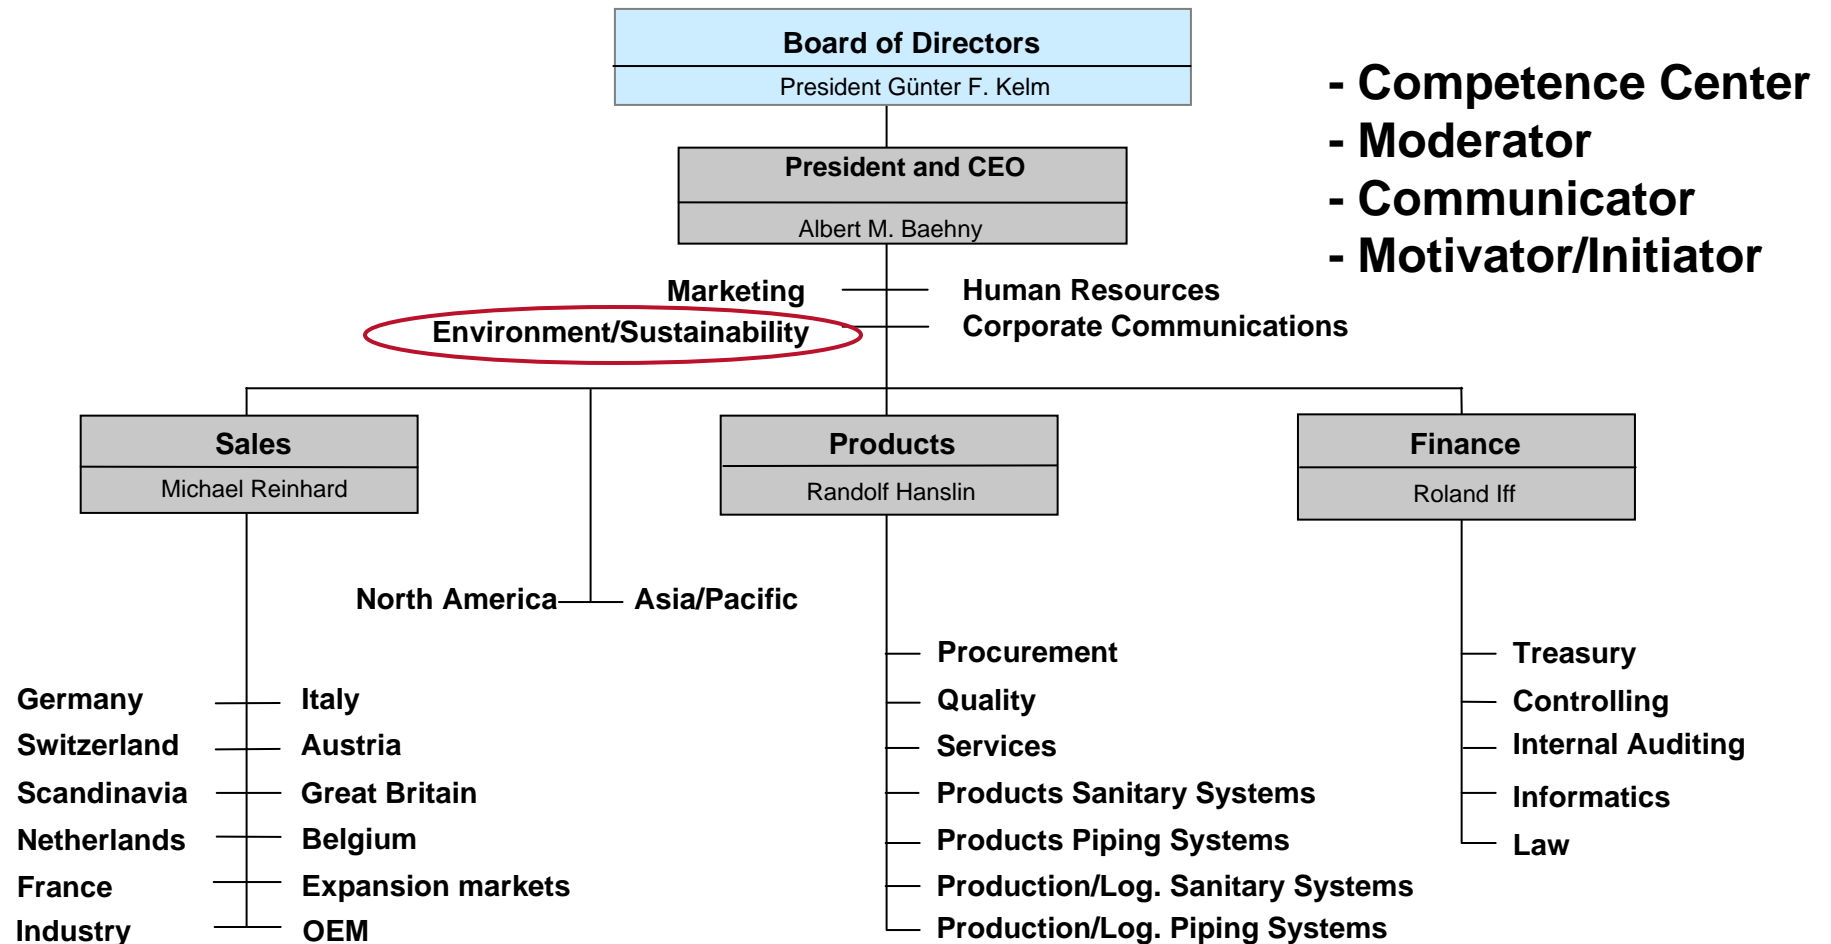 Board of Directors
President Günter F. Kelm
- Competence Center
- Moderator
- Communicator
- Motivator/Initiator
President and CEO
Albert M. Baehny
Marketing
Human Resources
Environment/Sustainability
Corporate Communications
Sales
Michael Reinhard
Products
Randolf Hanslin
Finance
Roland Iff
North America
Asia/Pacific
Germany
Italy
Switzerland
Austria
Scandinavia
Great Britain
Netherlands
Belgium
France
Expansion markets
Industry
OEM
Procurement
Quality
Services
Products Sanitary Systems
Products Piping Systems
Production/Log. Sanitary Systems
Production/Log. Piping Systems
Treasury
Controlling
Internal Auditing
Informatics
Law